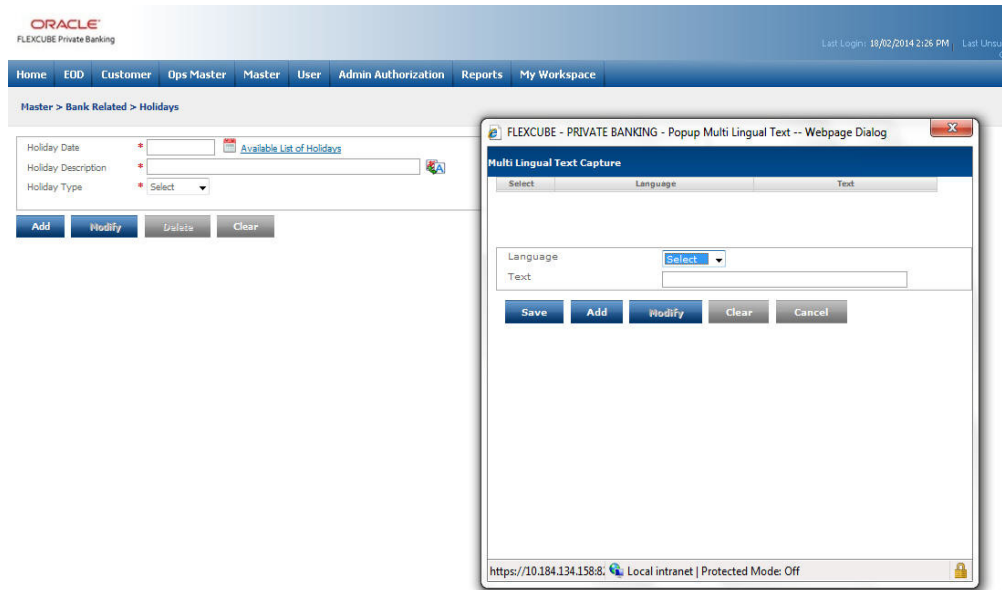 ORACLE
FLEXCUBE Private Banking
Last Login: 18/02/2014 2:26 PM Last Unsu
Home EOD Customer Ops Master Master User Admin Authorization Reports My Workspace
Master > Bank Related > Holidays
Holiday Date * Available List of Holidays
Holiday Description *
Holiday Type * Select
Add Modify Delete Clear
FLEXCUBE - PRIVATE BANKING - Popup Multi Lingual Text -- Webpage Dialog
Multi Lingual Text Capture
Select Language Text
Language Select
Text
Save Add Modify Clear Cancel
https://10.184.134.158:8. Local intranet | Protected Mode: Off